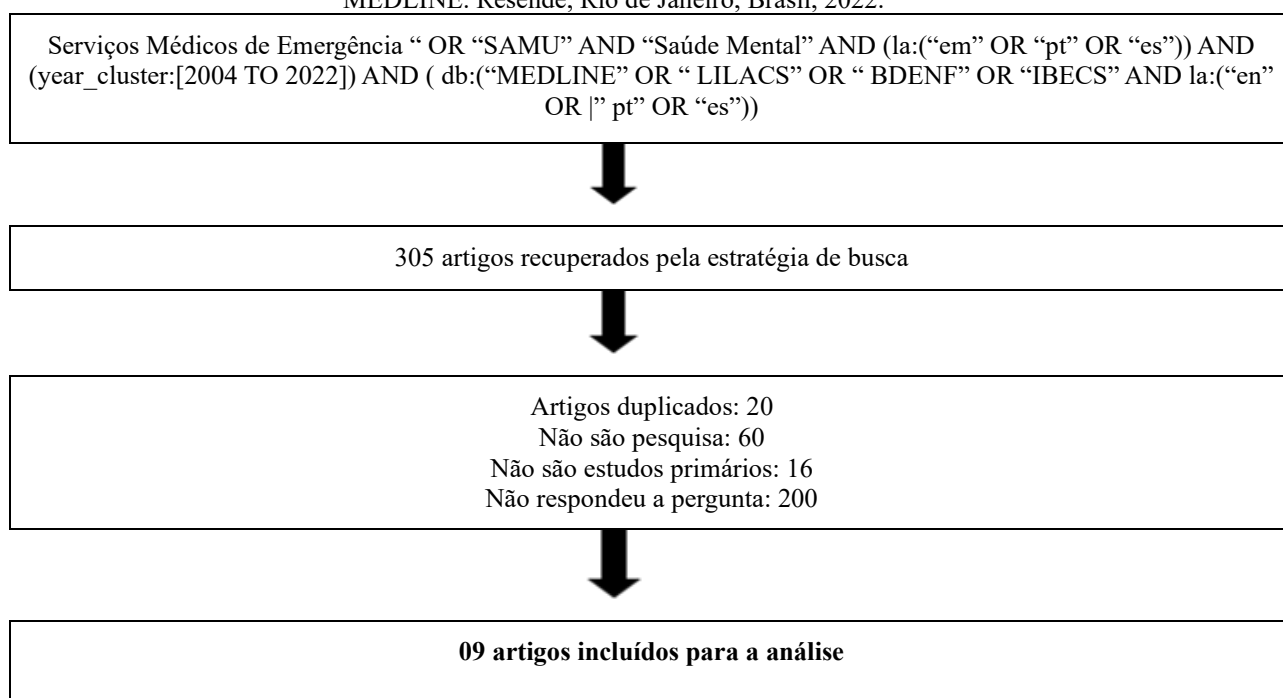 MEDLINE. Resende, Rio de Janeiro, Brasil, 2022.
Serviços Médicos de Emergência “ OR “SAMU” AND “Saúde Mental” AND (la:(“em” OR “pt” OR “es”)) AND
(year_cluster:[2004 TO 2022]) AND ( db:(“MEDLINE” OR “ LILACS” OR “ BDENF” OR “IBECS” AND la:(“en”
OR |” pt” OR “es”))
305 artigos recuperados pela estratégia de busca
Artigos duplicados: 20
Não são pesquisa: 60
Não são estudos primários: 16
Não respondeu a pergunta: 200
09 artigos incluídos para a análise